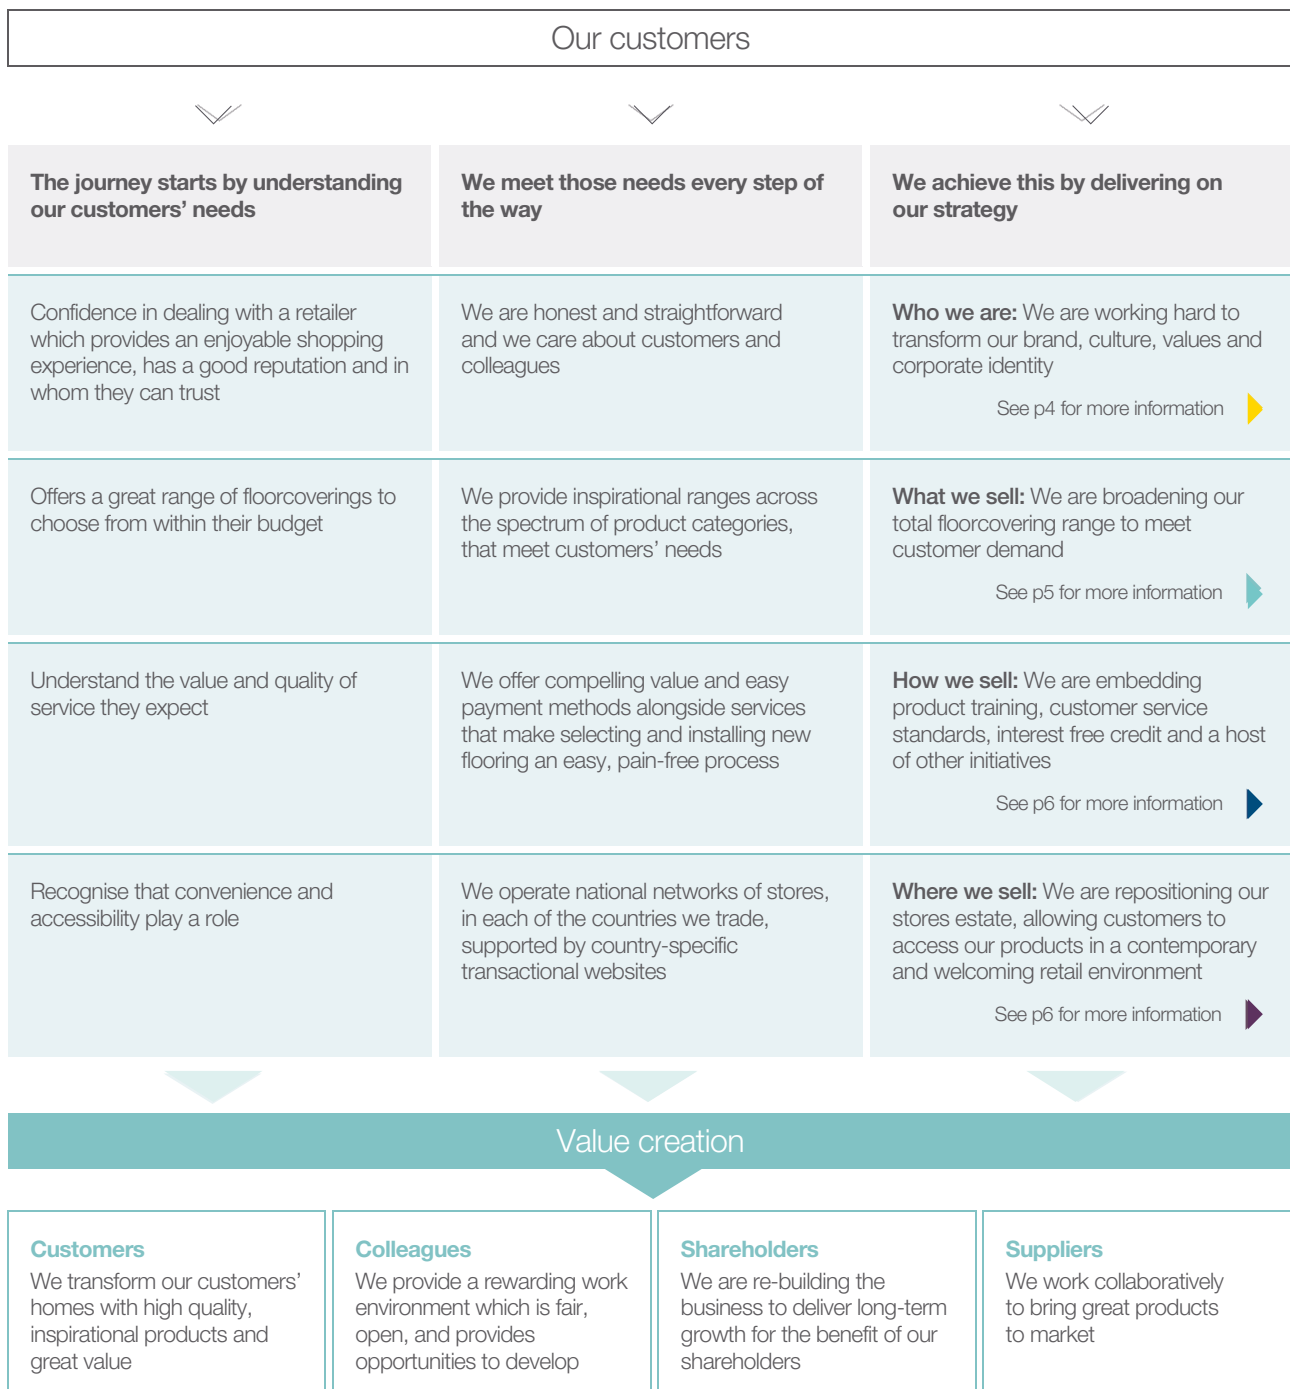 Our customers
The journey starts by understanding
our customers’ needs
We meet those needs every step of
the way
We achieve this by delivering on
our strategy
Confidence in dealing with a retailer
which provides an enjoyable shopping
experience, has a good reputation and in
whom they can trust
We are honest and straightforward
and we care about customers and
colleagues
Who we are: We are working hard to
transform our brand, culture, values and
corporate identity
See p4 for more information
Offers a great range of floorcoverings to
choose from within their budget
We provide inspirational ranges across
the spectrum of product categories,
that meet customers’ needs
What we sell: We are broadening our
total floorcovering range to meet
customer demand
See p5 for more information
Understand the value and quality of
service they expect
We offer compelling value and easy
payment methods alongside services
that make selecting and installing new
flooring an easy, pain-free process
How we sell: We are embedding
product training, customer service
standards, interest free credit and a host
of other initiatives
See p6 for more information
Recognise that convenience and
accessibility play a role
We operate national networks of stores,
in each of the countries we trade,
supported by country-specific
transactional websites
Where we sell: We are repositioning our
stores estate, allowing customers to
access our products in a contemporary
and welcoming retail environment
See p6 for more information
Value creation
Customers
We transform our customers’
homes with high quality,
inspirational products and
great value
Colleagues
We provide a rewarding work
environment which is fair,
open, and provides
opportunities to develop
Shareholders
We are re-building the
business to deliver long-term
growth for the benefit of our
shareholders
Suppliers
We work collaboratively
to bring great products
to market